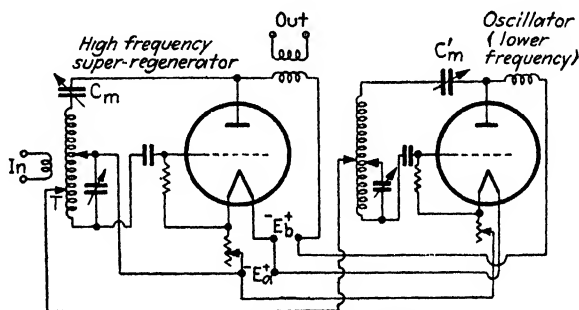 Out
High frequency
super-regenerator
Cm
In
T
-Eb+
-Ea+
Oscillator
(lower
frequency)
C'm